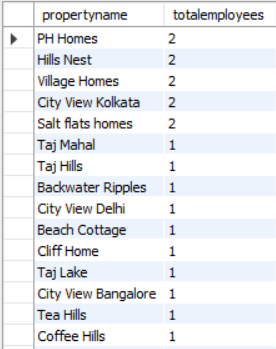 propertyname totalemployees
PH Homes 2
Hills Nest 2
Village Homes 2
City View Kolkata 2
Salt flats homes 2
Taj Mahal 1
Taj Hills 1
Backwater Ripples 1
City View Delhi 1
Beach Cottage 1
Cliff Home 1
Taj Lake 1
City View Bangalore 1
Tea Hills 1
Coffee Hills 1